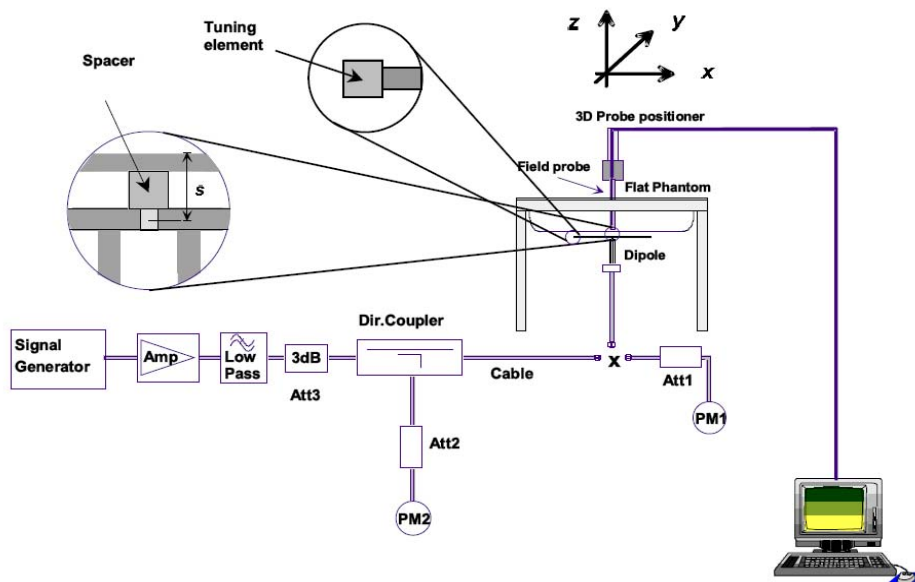 Tuning
element
Spacer
z
y
x
3D Probe positioner
Field probe
Flat Phantom
s
Dipole
Dir.Coupler
Signal
Generator
Amp
Low
Pass
3dB
Att3
Cable
x
Att1
PM1
Att2
PM2